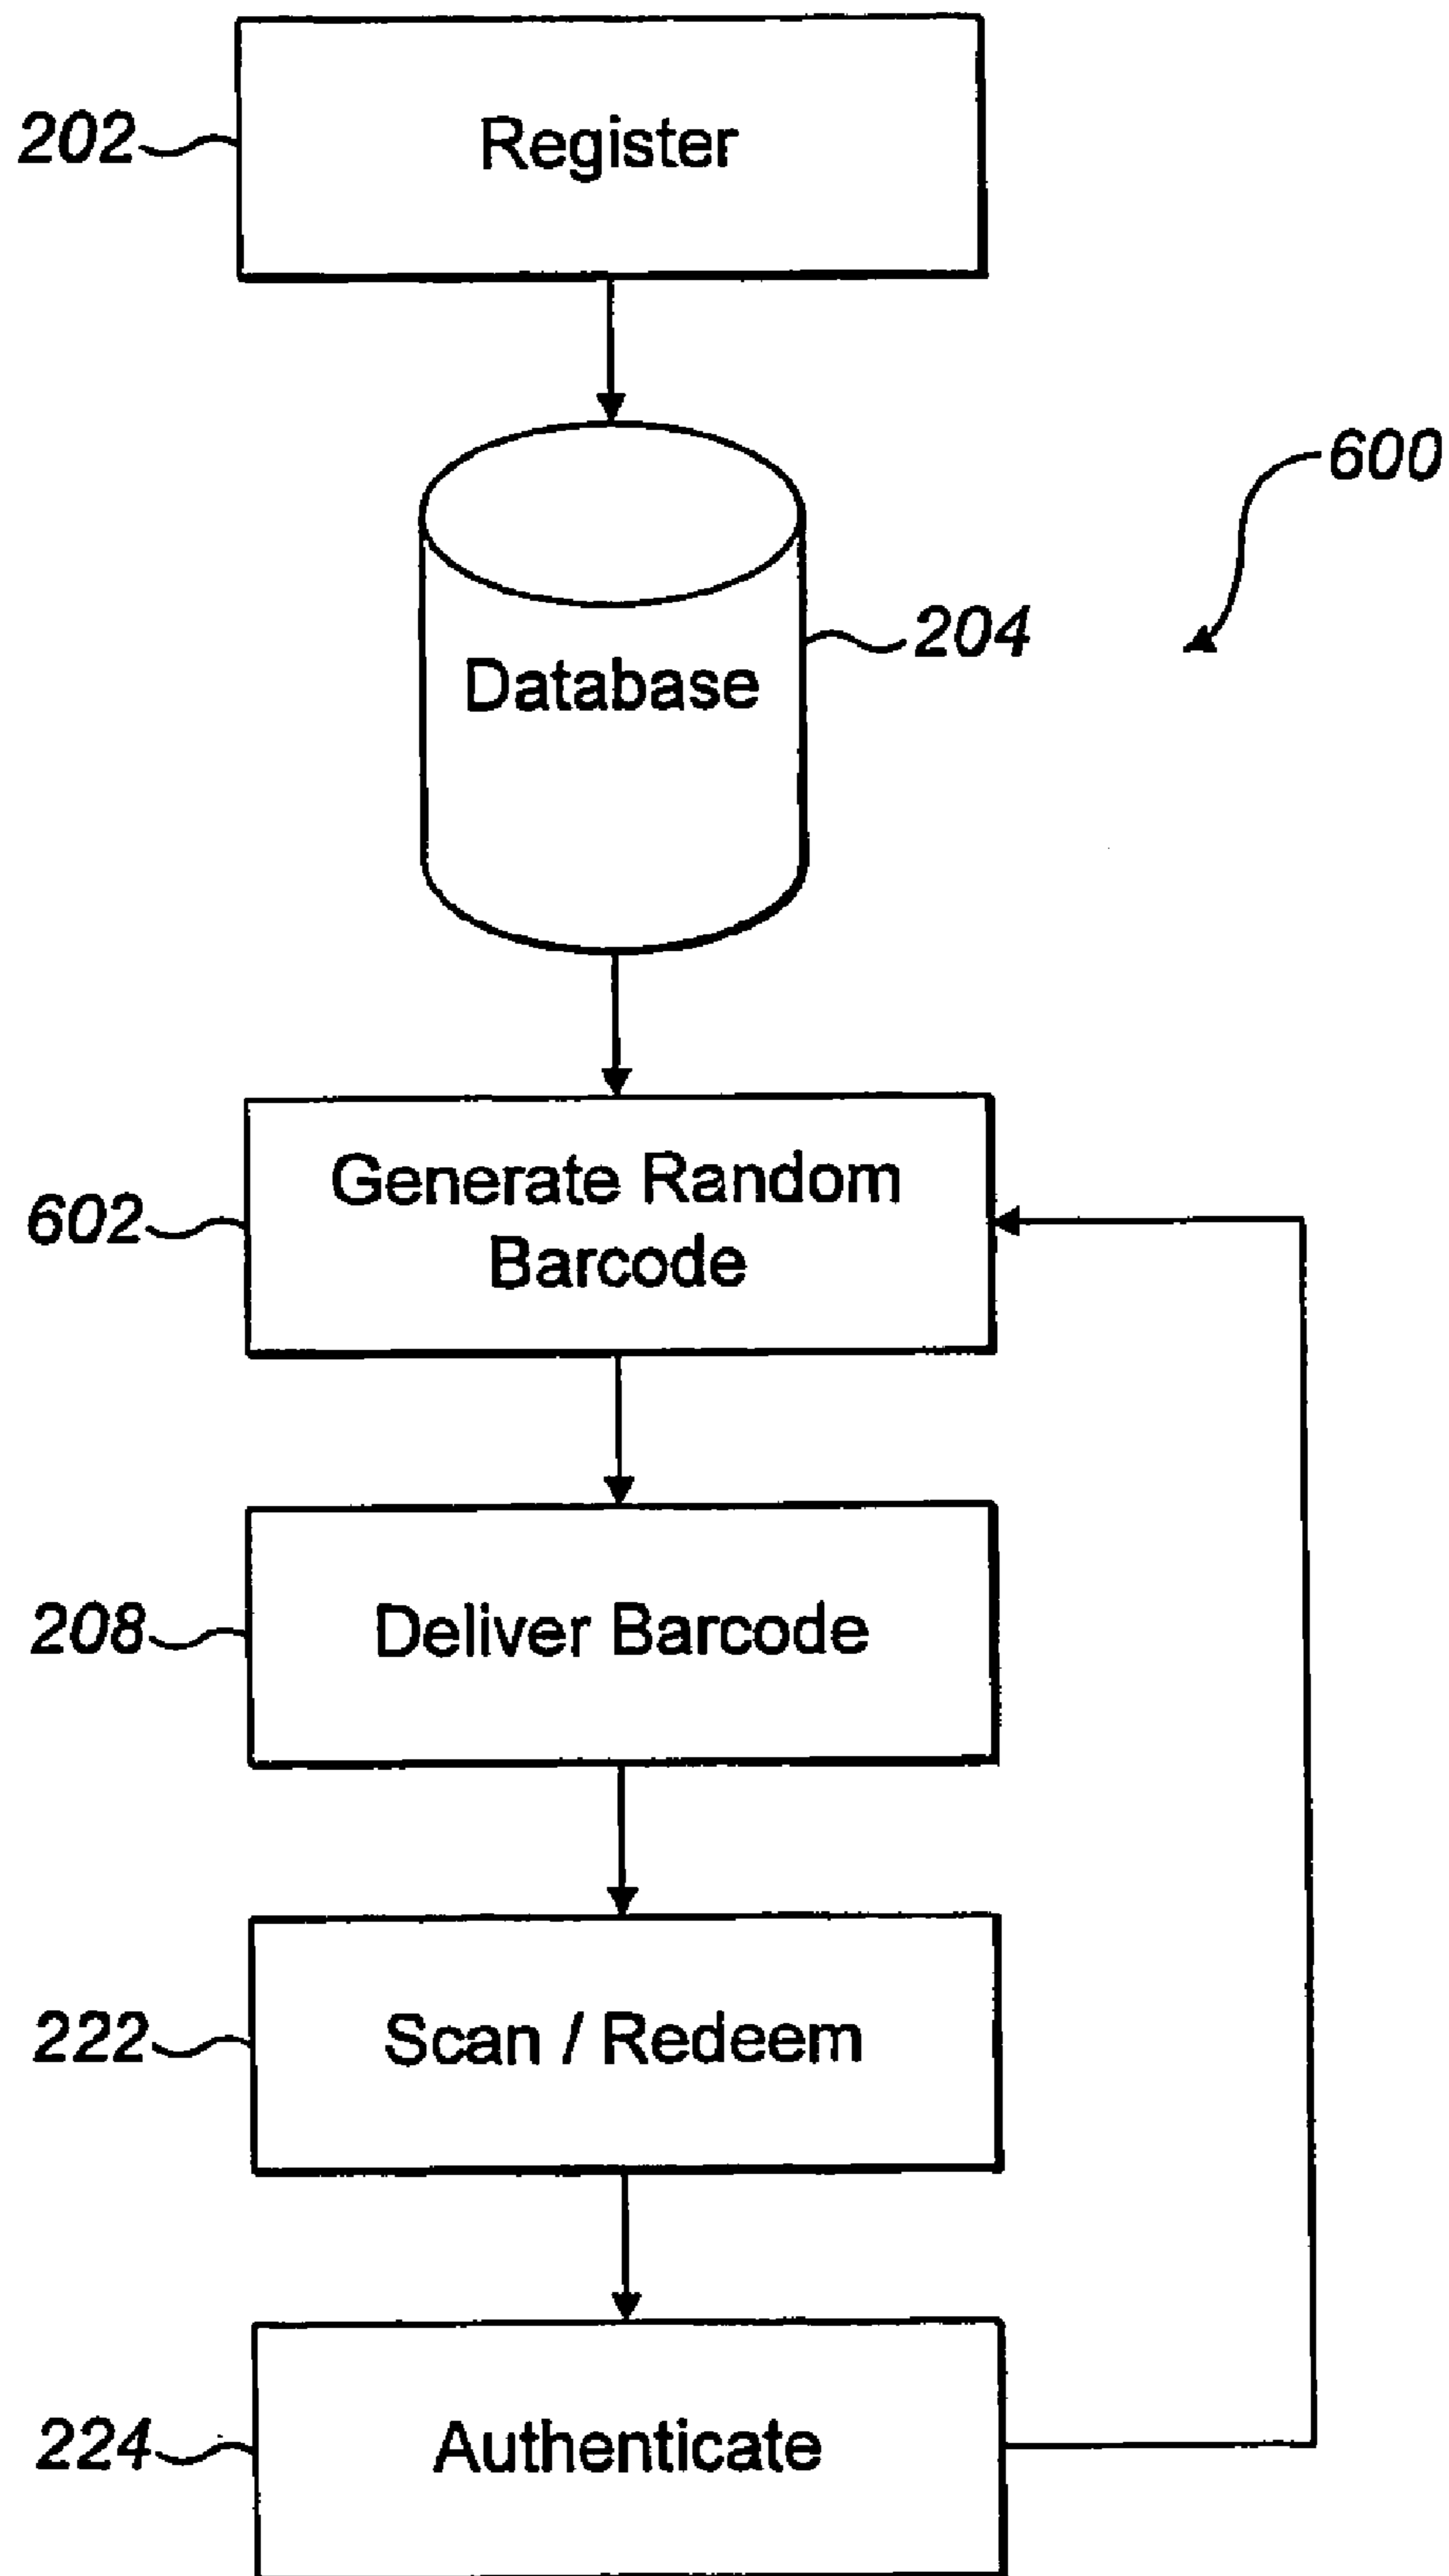 202
Register
600
204
Database
602
Generate Random
Barcode
208
Deliver Barcode
222
Scan / Redeem
224
Authenticate